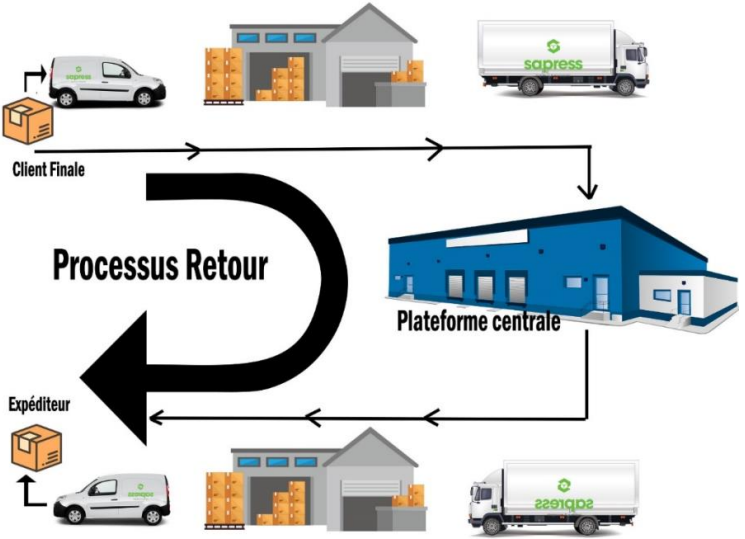 sapress
sapress
Client Finale
Processus Retour
Plateforme centrale
Expéditeur
sapress
sapress